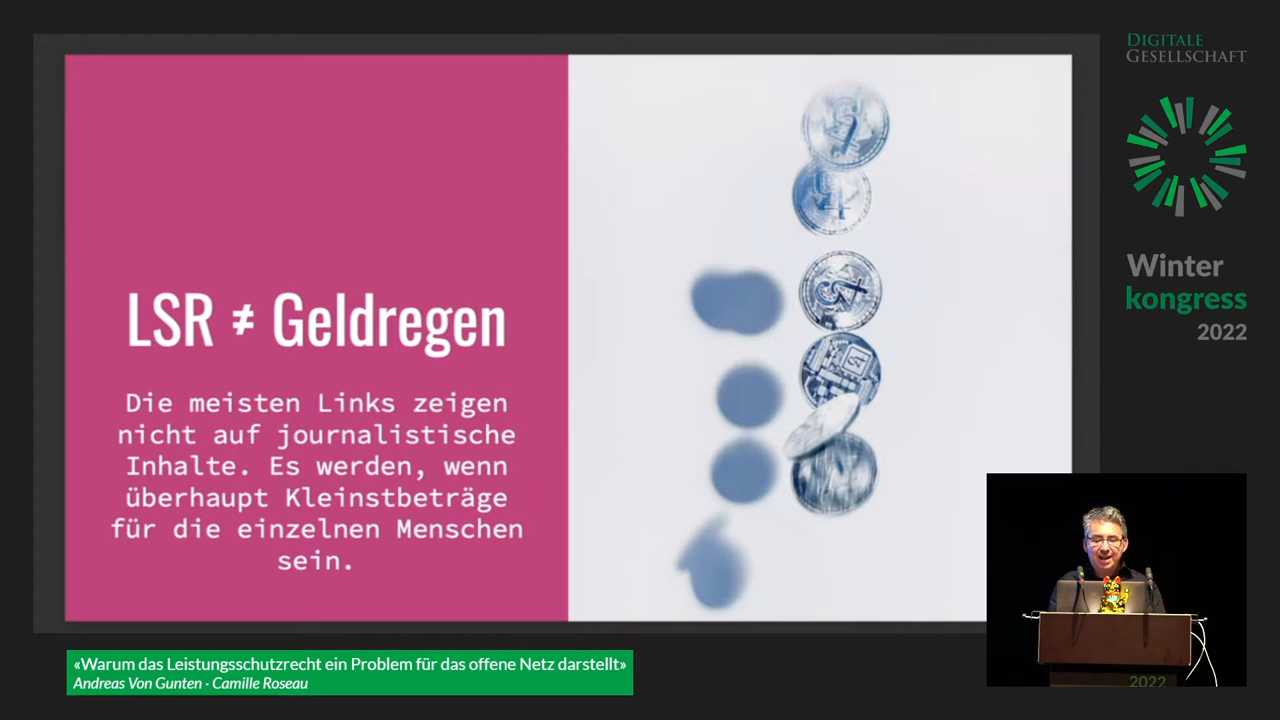 LSR ≠ Geldregen
Die meisten Links zeigen
nicht auf journalistische
Inhalte. Es werden, wenn
überhaupt Kleinstbeträge
für die einzelnen Menschen
sein.
DIGITALE
GESELLSCHAFT
Winter
kongress
2022
2022
«Warum das Leistungsschutzrecht ein Problem für das offene Netz darstellt»
Andreas Von Gunten · Camille Roseau